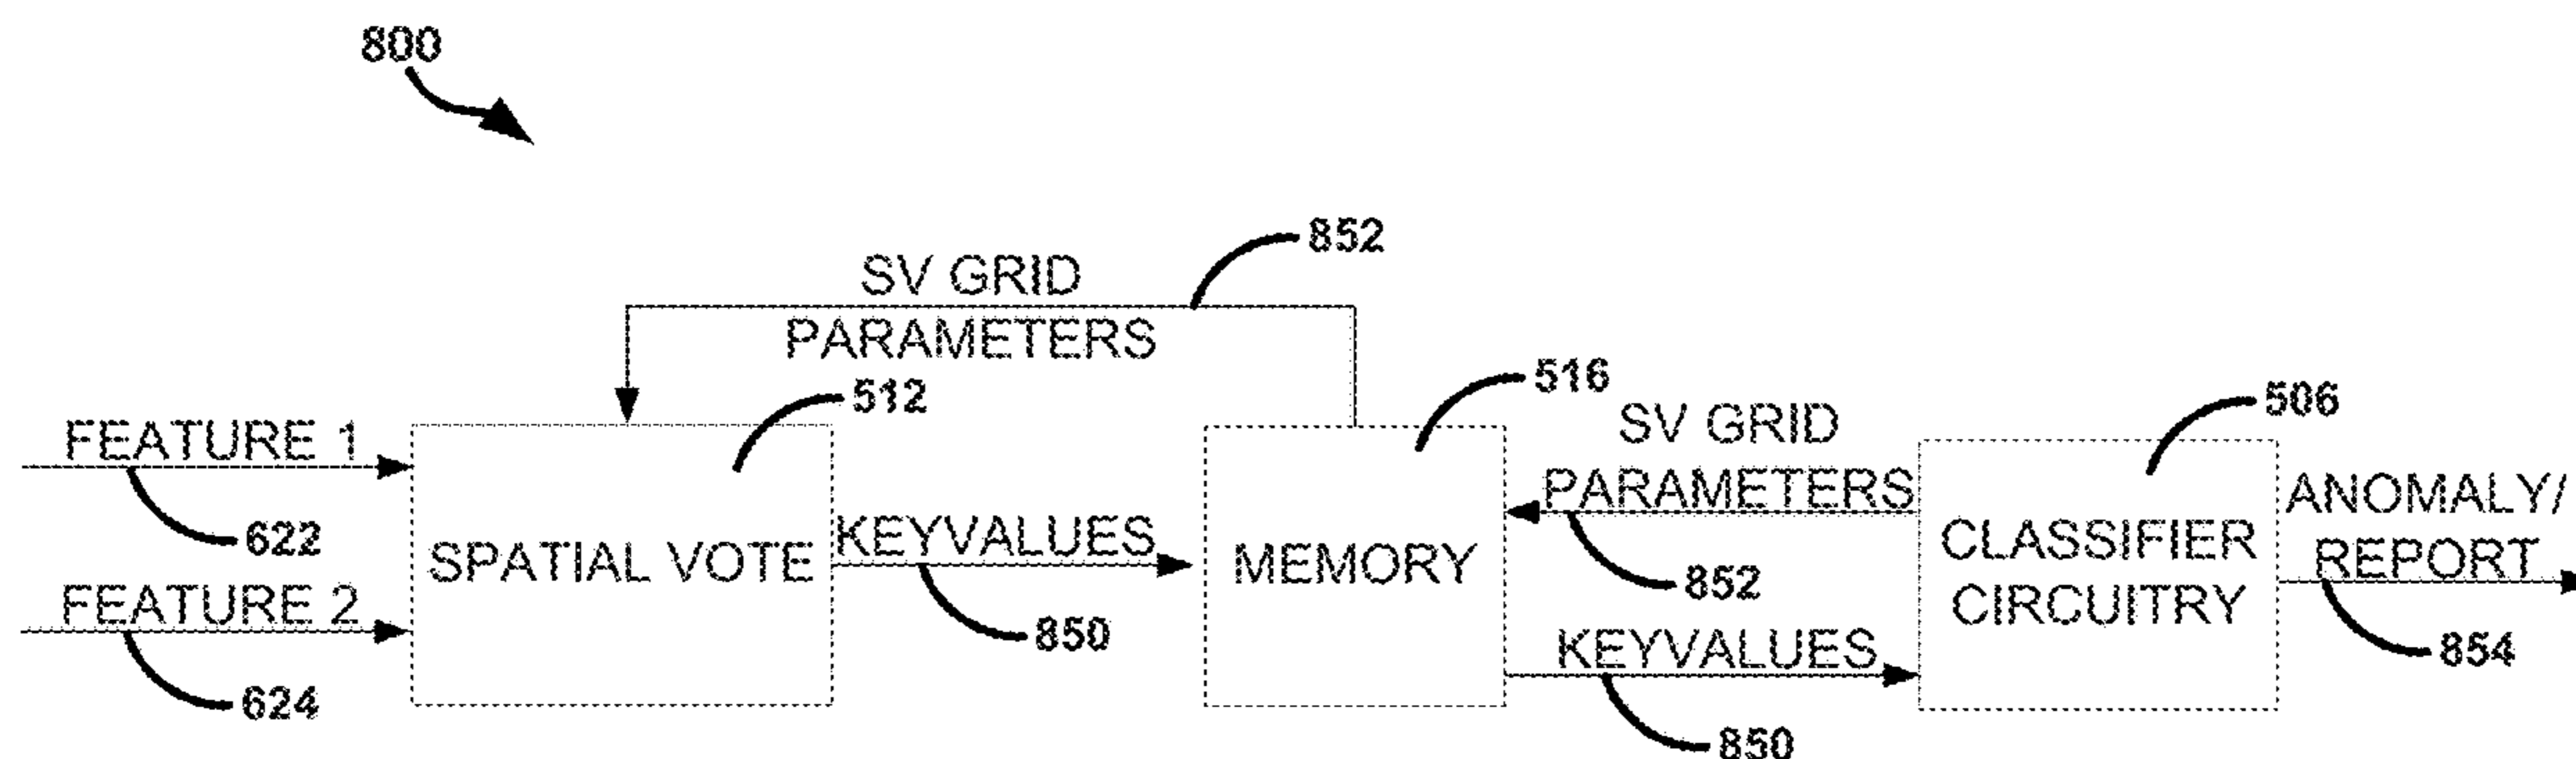 800
SV GRID
PARAMETERS
852
512
516
506
FEATURE 1
622
FEATURE 2
624
SPATIAL VOTE
KEYVALUES
850
MEMORY
SV GRID
PARAMETERS
852
KEYVALUES
850
CLASSIFIER
CIRCUITRY
ANOMALY/
REPORT
854